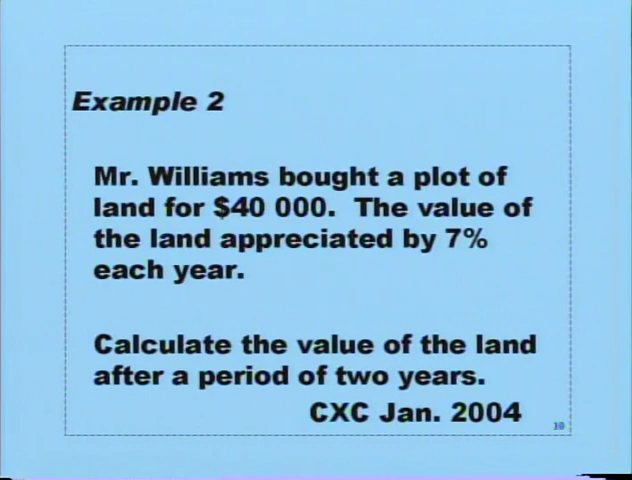 Example 2
Mr. Williams bought a plot of
land for $40 000. The value of
the land appreciated by 7%
each year.
Calculate the value of the land
after a period of two years.
CXC Jan. 2004
10